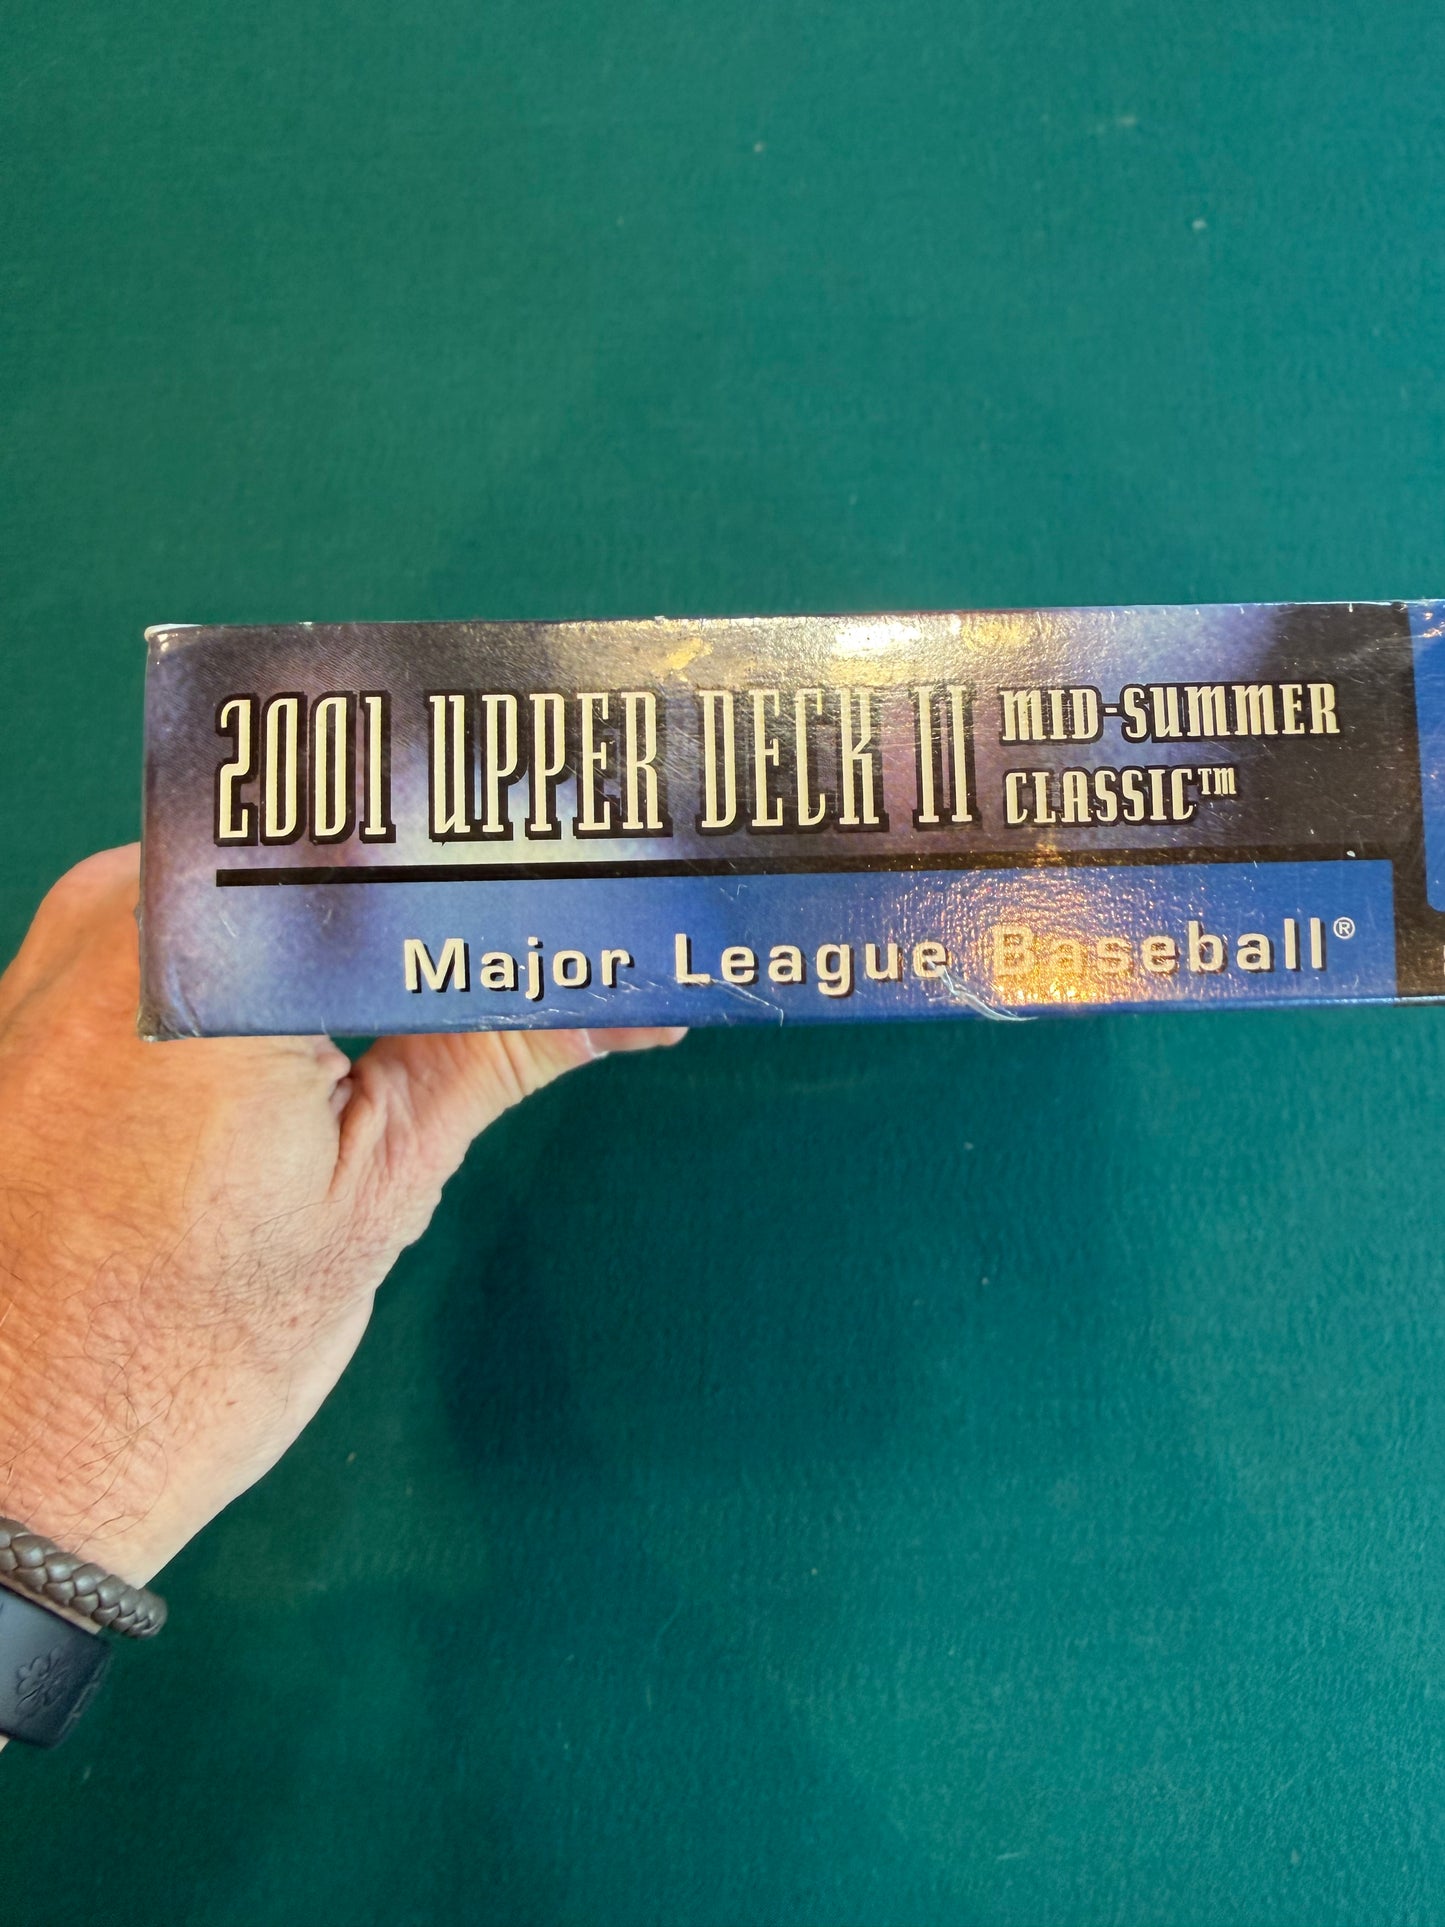 2001 UPPER DECK II MID-SUMMER
CLASSIC™
Major League Baseball®